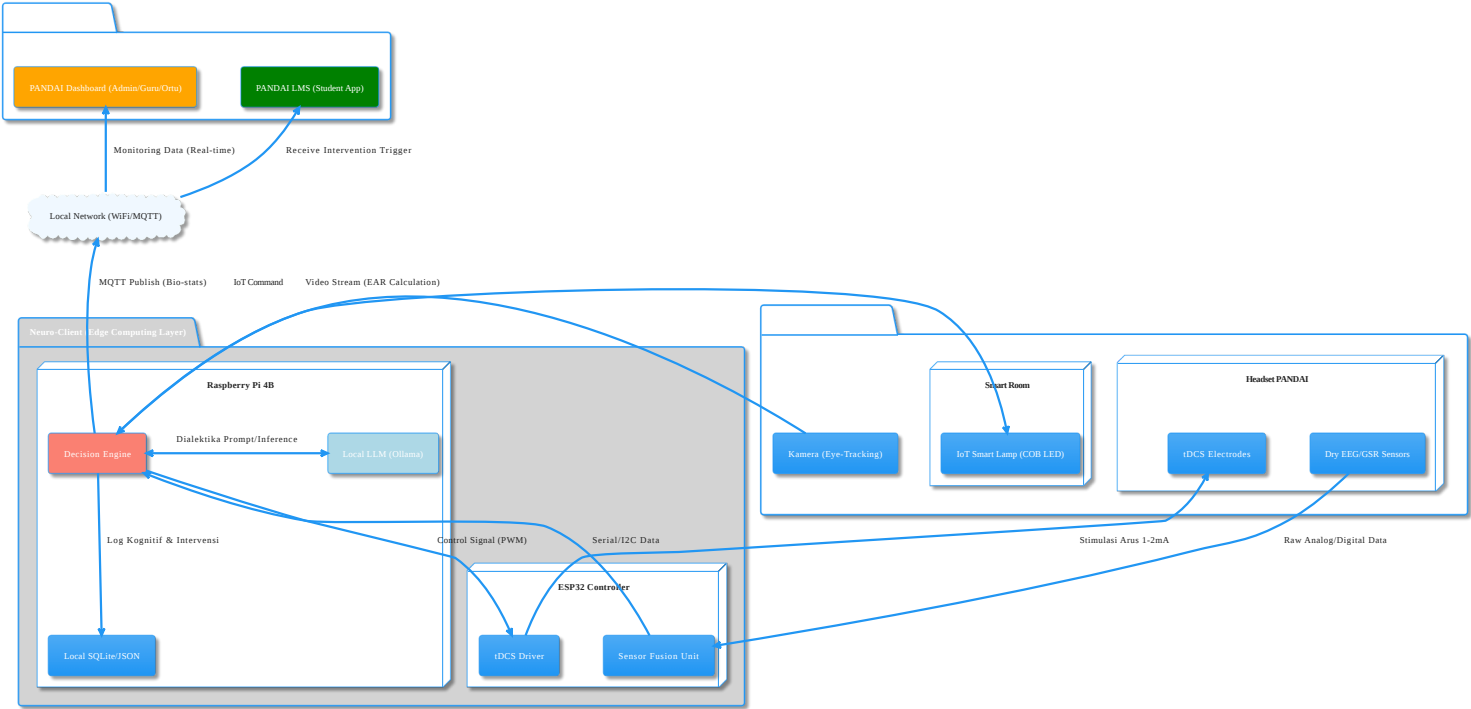 PANDAI Dashboard (Admin/Guru/Ortu)
PANDAI LMS (Student App)
Monitoring Data (Real-time)
Receive Intervention Trigger
Local Network (WiFi/MQTT)
MQTT Publish (Bio-stats)
IoT Command
Video Stream (EAR Calculation)
Neuro-Client (Edge Computing Layer)
Raspberry Pi 4B
Smart Room
Headset PANDAI
Decision Engine
Dialektika Prompt/Inference
Local LLM (Ollama)
Kamera (Eye-Tracking)
IoT Smart Lamp (COB LED)
tDCS Electrodes
Dry EEG/GSR Sensors
Log Kognitif & Intervensi
Control Signal (PWM)
Serial/I2C Data
Stimulasi Arus 1-2mA
Raw Analog/Digital Data
ESP32 Controller
Local SQLite/JSON
tDCS Driver
Sensor Fusion Unit